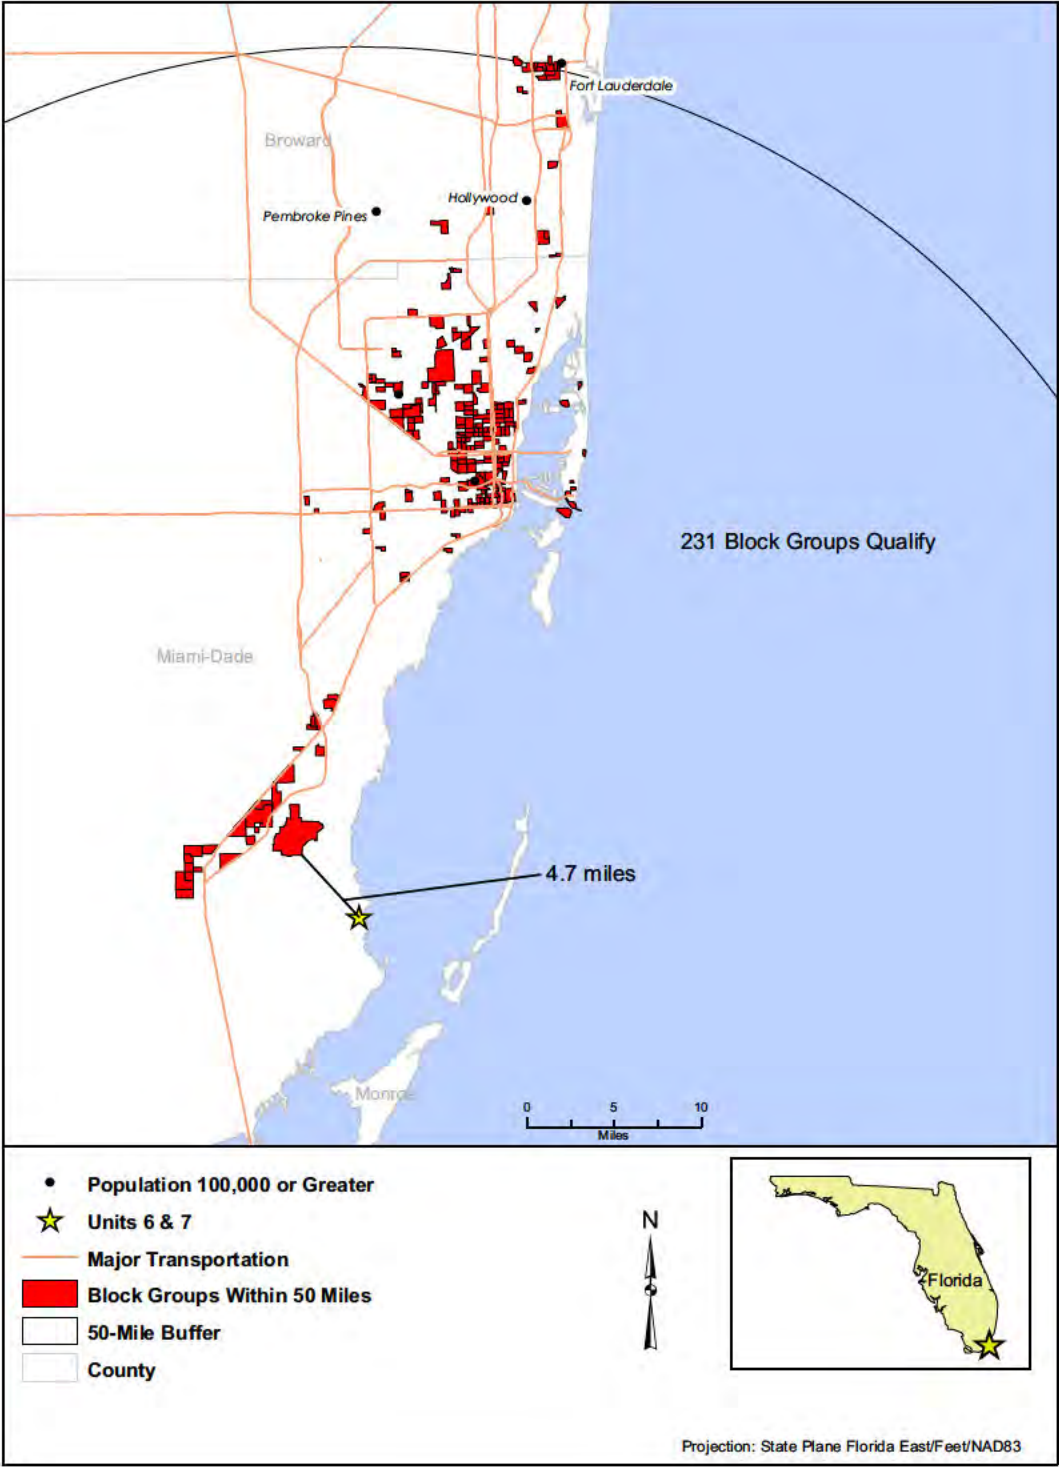 Fort Lauderdale
Broward
Hollywood
Pembroke Pines
231 Block Groups Qualify
Miami-Dade
4.7 miles
Monroe
0 5 10
Miles
Population 100,000 or Greater
Units 6 & 7
Major Transportation
Block Groups Within 50 Miles
50-Mile Buffer
County
N
Florida
Projection: State Plane Florida East/Feet/NAD83